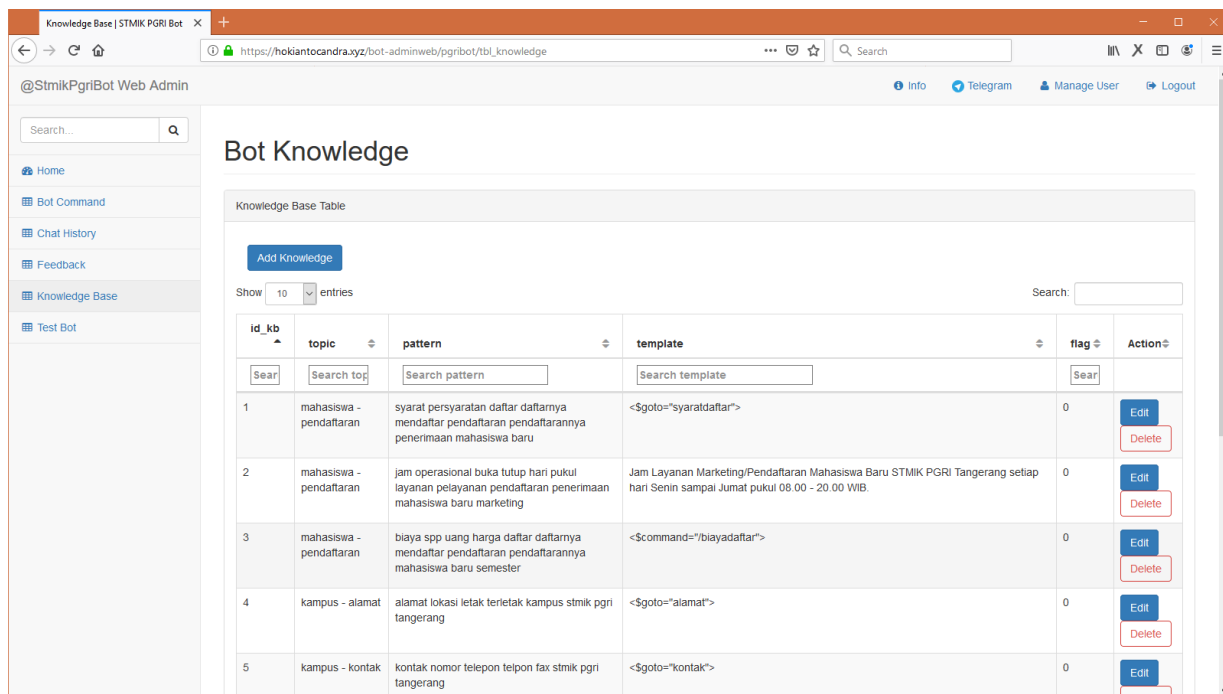 Knowledge Base | STMIK PGRI Bot
https://hokiantocandra.xyz/bot-adminweb/pgribot/tbl_knowledge
Search
@StmikPgriBot Web Admin
Info
Telegram
Manage User
Logout
Search...
Home
Bot Command
Chat History
Feedback
Knowledge Base
Test Bot
Bot Knowledge
Knowledge Base Table
Add Knowledge
Show 10 entries
Search:
id_kb topic pattern template flag Action
Sear Search top Search pattern Search template Sear
1
mahasiswa -
pendaftaran
syarat persyaratan daftar daftarnya
mendaftar pendaftaran pendaftarannya
penerimaan mahasiswa baru
<$goto="syaratdaftar">
0
Edit
Delete
2
mahasiswa -
pendaftaran
jam operasional buka tutup hari pukul
layanan pelayanan pendaftaran penerimaan
mahasiswa baru marketing
Jam Layanan Marketing/Pendaftaran Mahasiswa Baru STMIK PGRI Tangerang setiap
hari Senin sampai Jumat pukul 08.00 - 20.00 WIB.
0
Edit
Delete
3
mahasiswa -
pendaftaran
biaya spp uang harga daftar daftarnya
mendaftar pendaftaran pendaftarannya
mahasiswa baru semester
<$command="/biayadaftar">
0
Edit
Delete
4
kampus - alamat
alamat lokasi letak terletak kampus stmik pgri
tangerang
<$goto="alamat">
0
Edit
Delete
5
kampus - kontak
kontak nomor telepon telpon fax stmik pgri
tangerang
<$goto="kontak">
0
Edit